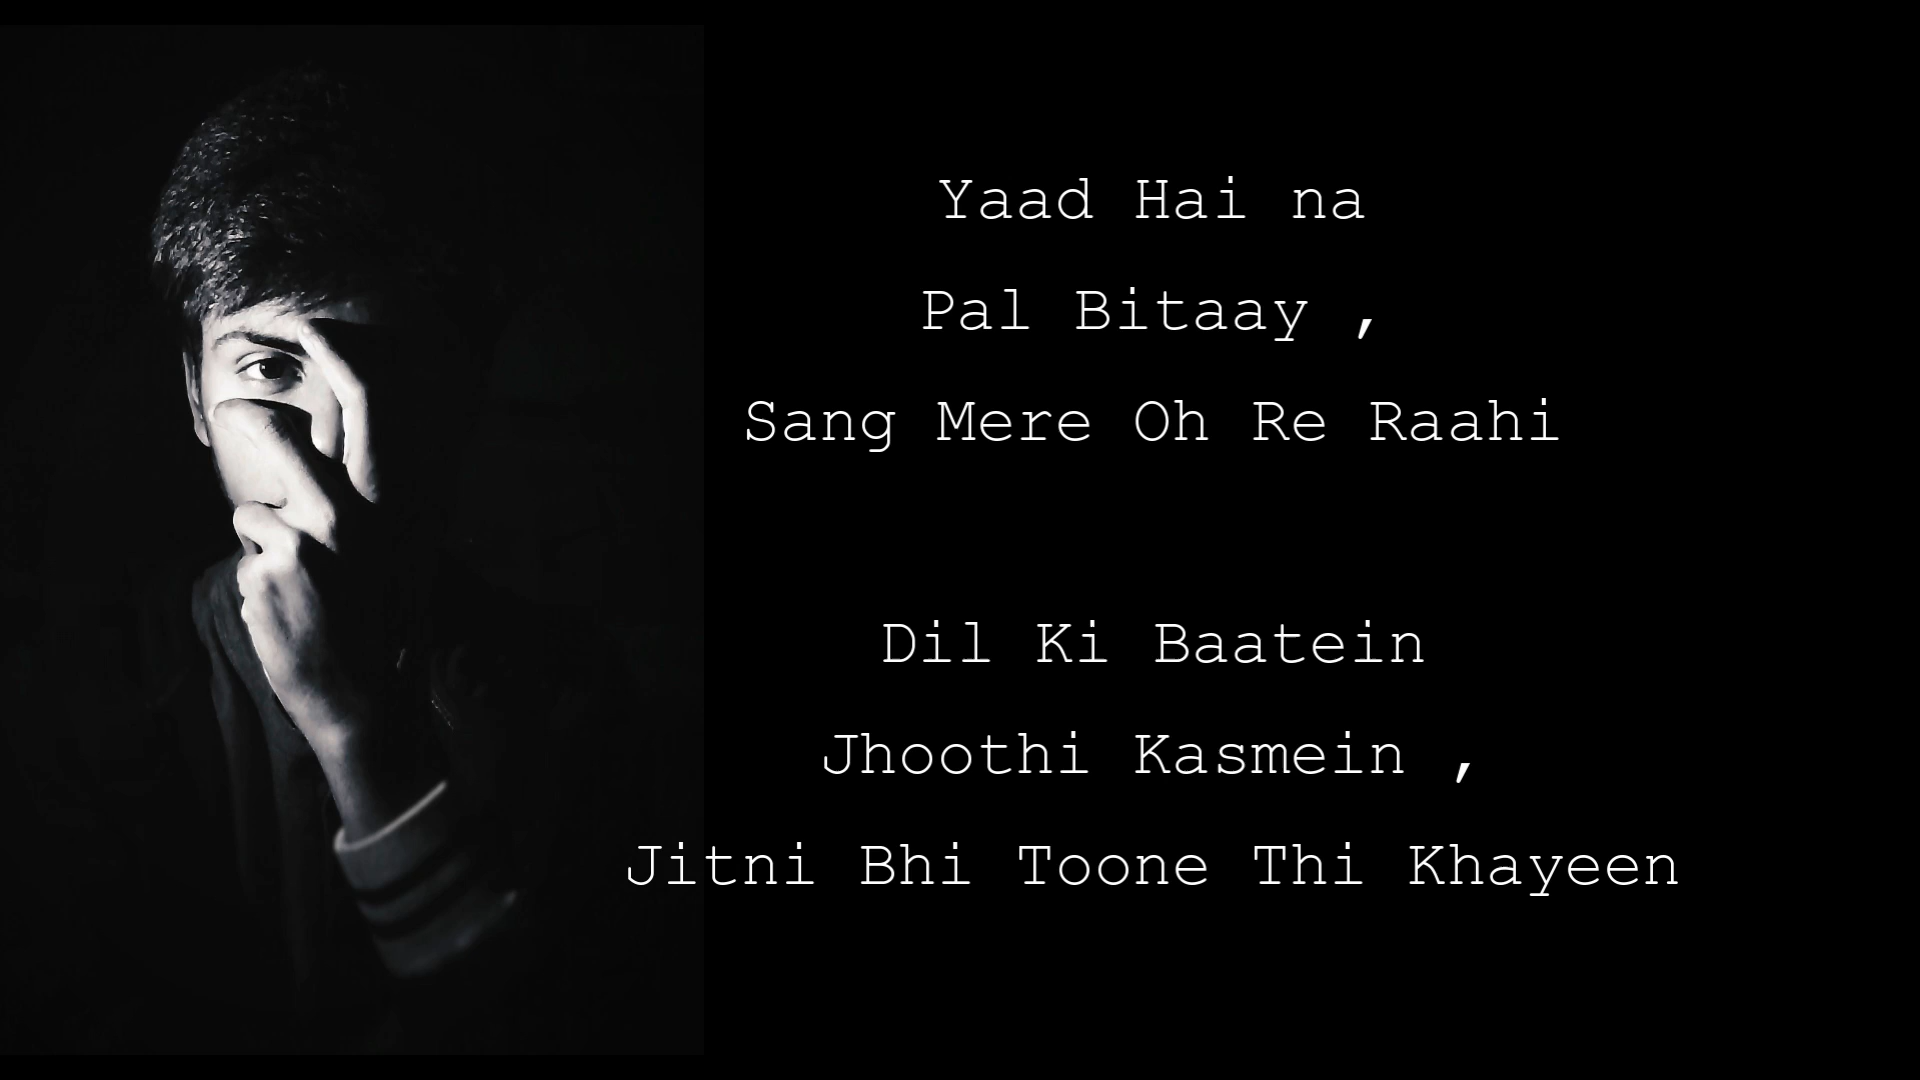 Yaad Hai na
Pal Bitaay ,
Sang Mere Oh Re Raahi
Dil Ki Baatein
Jhoothi Kasmein ,
Jitni Bhi Toone Thi Khayeen